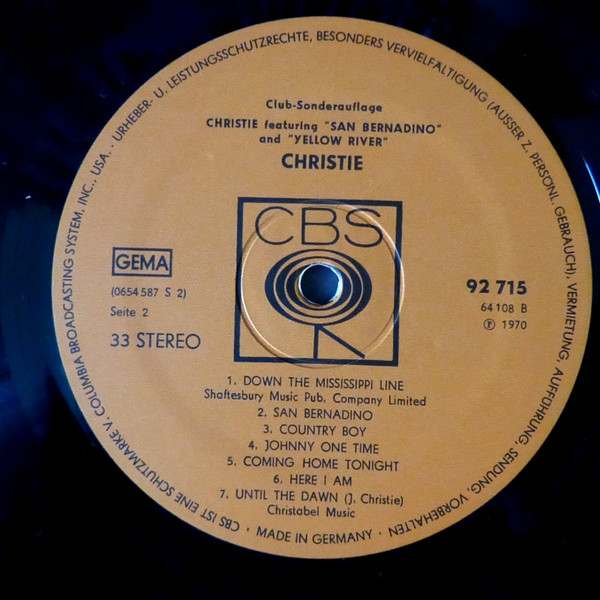 URHEBER- U. LEISTUNGSSCHUTZRECHTE, BESONDERS VERVIELFÄLTIGUNG (AUSSER Z. PERSÖNL. GEBRAUCH), VERMIETUNG, AUFFÜHRUNG, SENDUNG, VORBEHALTEN
Club-Sonderauflage
CHRISTIE featuring "SAN BERNADINO"
and "YELLOW RIVER"
CHRISTIE
CBS
GEMA
(0654 587 S 2)
Seite 2
33 STEREO
92 715
64 108 B
Ⓟ 1970
1. DOWN THE MISSISSIPPI LINE
Shaftesbury Music Pub. Company Limited
2. SAN BERNADINO
3. COUNTRY BOY
4. JOHNNY ONE TIME
5. COMING HOME TONIGHT
6. HERE I AM
7. UNTIL THE DAWN (J. Christie)
Christabel Music
· MADE IN GERMANY ·
CBS IST EINE SCHUTZMARKE V. COLUMBIA BROADCASTING SYSTEM, INC., USA. ·